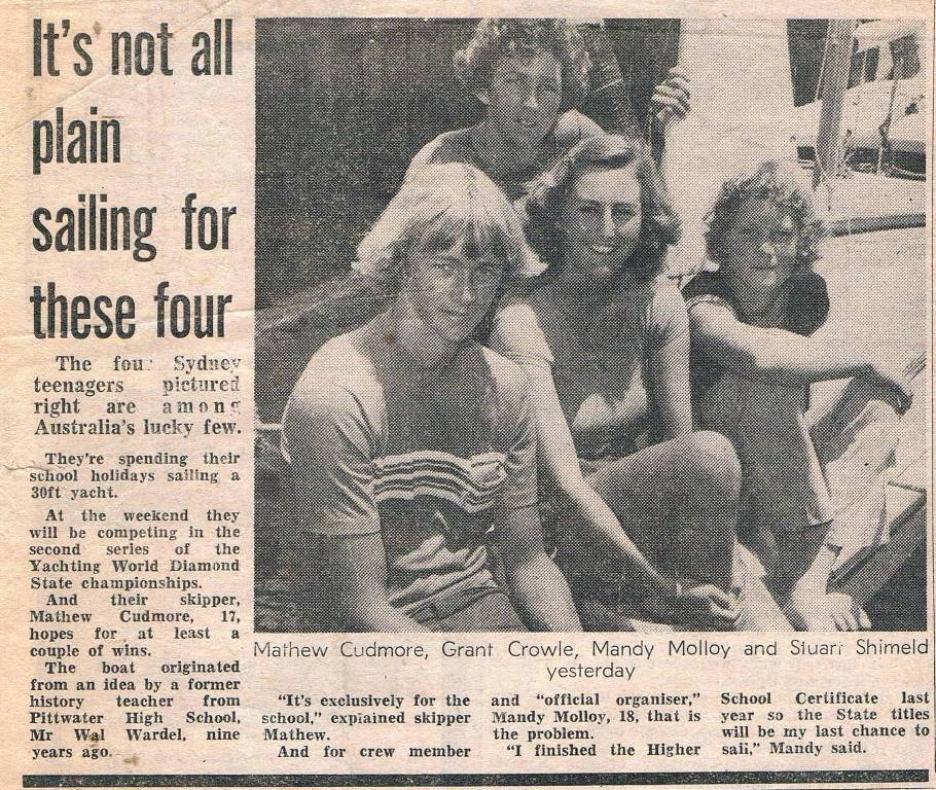 It's not all
plain
sailing for
these four
The four Sydney
teenagers pictured
right are among
Australia's lucky few.
They're spending their
school holidays sailing a
30ft yacht.
At the weekend they
will be competing in the
second series of the
Yachting World Diamond
State championships.
And their skipper,
Mathew Cudmore, 17,
hopes for at least a
couple of wins.
The boat originated
from an idea by a former
history teacher from
Pittwater High School,
Mr Wal Wardel, nine
years ago.
Mathew Cudmore, Grant Crowle, Mandy Molloy and Stuart Shimeld
yesterday
"It's exclusively for the
school," explained skipper
Mathew.
And for crew member
and "official organiser,"
Mandy Molloy, 18, that is
the problem.
"I finished the Higher
School Certificate last
year so the State titles
will be my last chance to
sail," Mandy said.